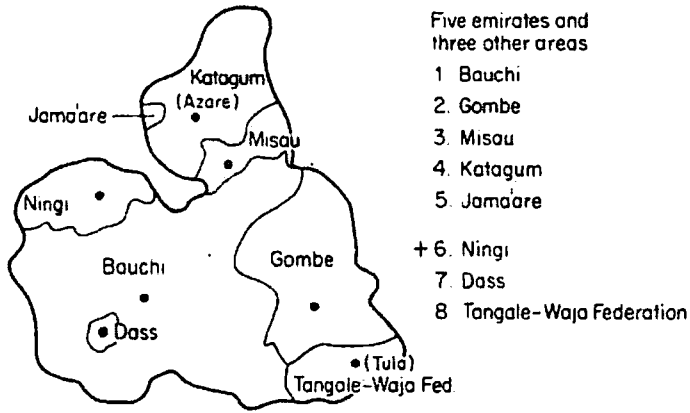 Katagum
(Azare)
Jama'are
Misau
Ningi
Bauchi
Gombe
Dass
(Tula)
Tangale-Waja Fed.
Five emirates and
three other areas
1 Bauchi
2. Gombe
3. Misau
4. Katagum
5. Jama'are
+ 6. Ningi
7. Dass
8 Tangale-Waja Federation